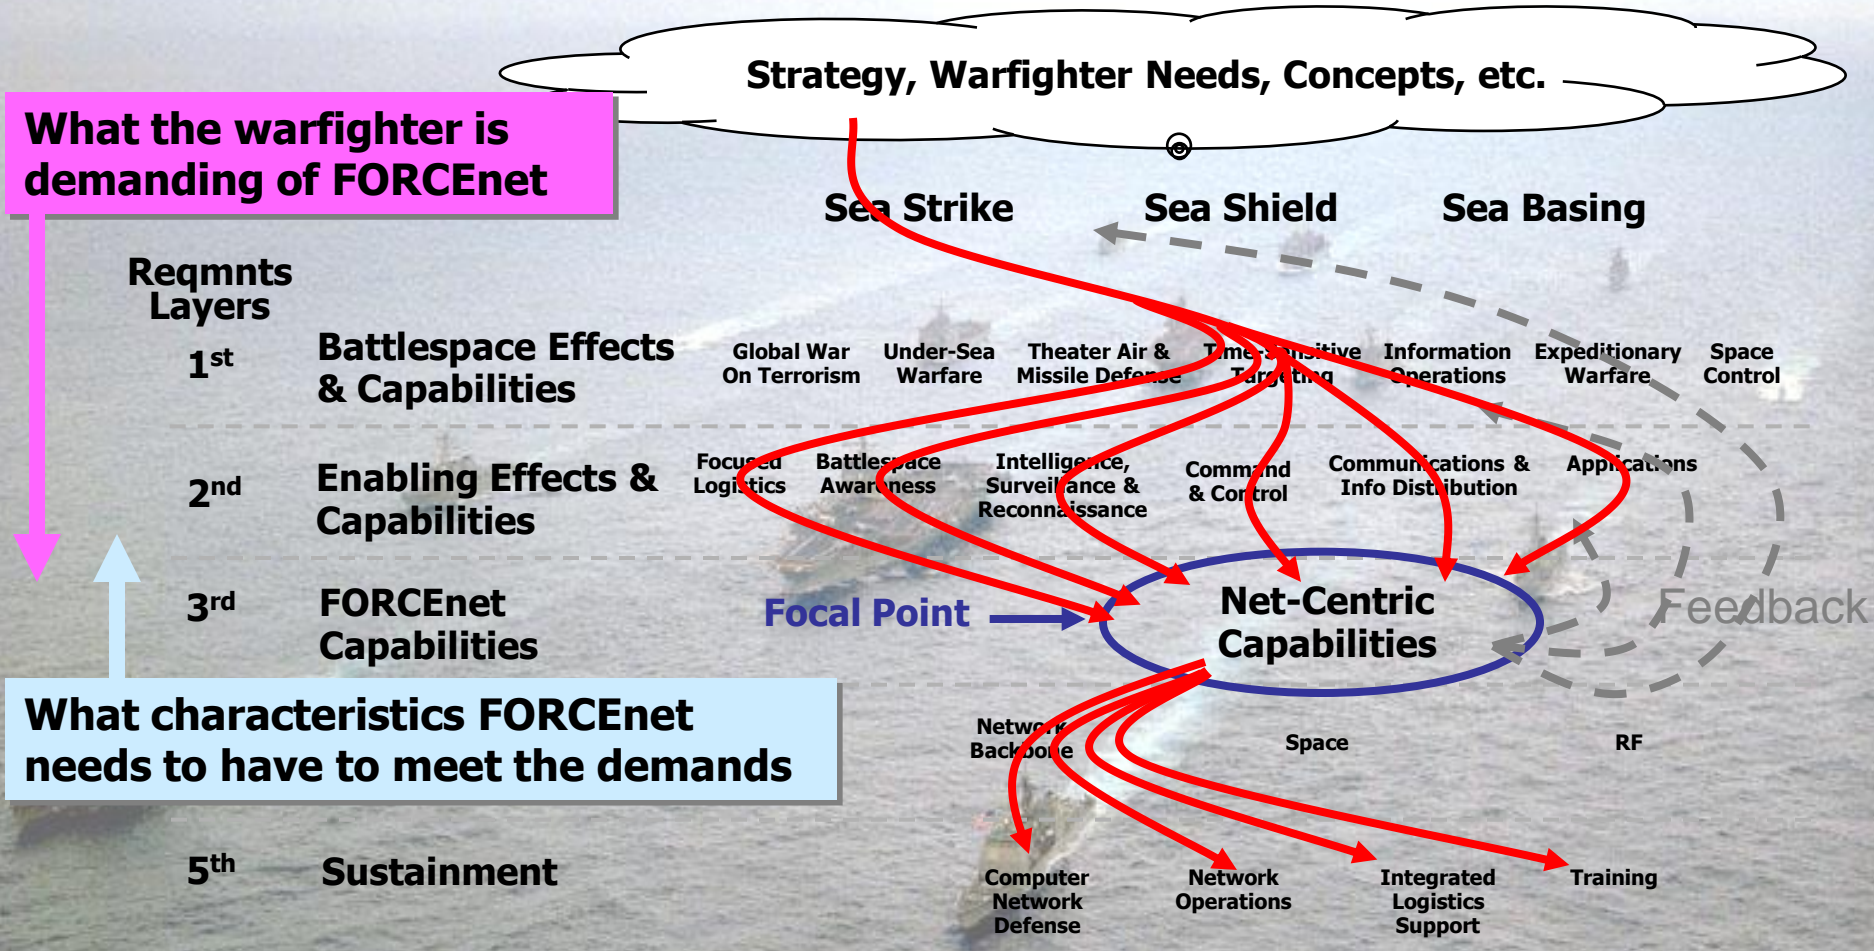 Strategy, Warfighter Needs, Concepts, etc.
What the warfighter is
demanding of FORCEnet
Sea Strike
Sea Shield
Sea Basing
Reqmnts
Layers
1st
Battlespace Effects
& Capabilities
Global War
On Terrorism
Under-Sea
Warfare
Theater Air &
Missile Defense
Time-Sensitive
Targeting
Information
Operations
Expeditionary
Warfare
Space
Control
2nd
Enabling Effects &
Capabilities
Focused
Logistics
Battlespace
Awareness
Intelligence,
Surveillance &
Reconnaissance
Command
& Control
Communications &
Info Distribution
Applications
3rd
FORCEnet
Capabilities
Focal Point
Net-Centric
Capabilities
Feedback
What characteristics FORCEnet
needs to have to meet the demands
Network
Backbone
Space
RF
5th
Sustainment
Computer
Network
Defense
Network
Operations
Integrated
Logistics
Support
Training